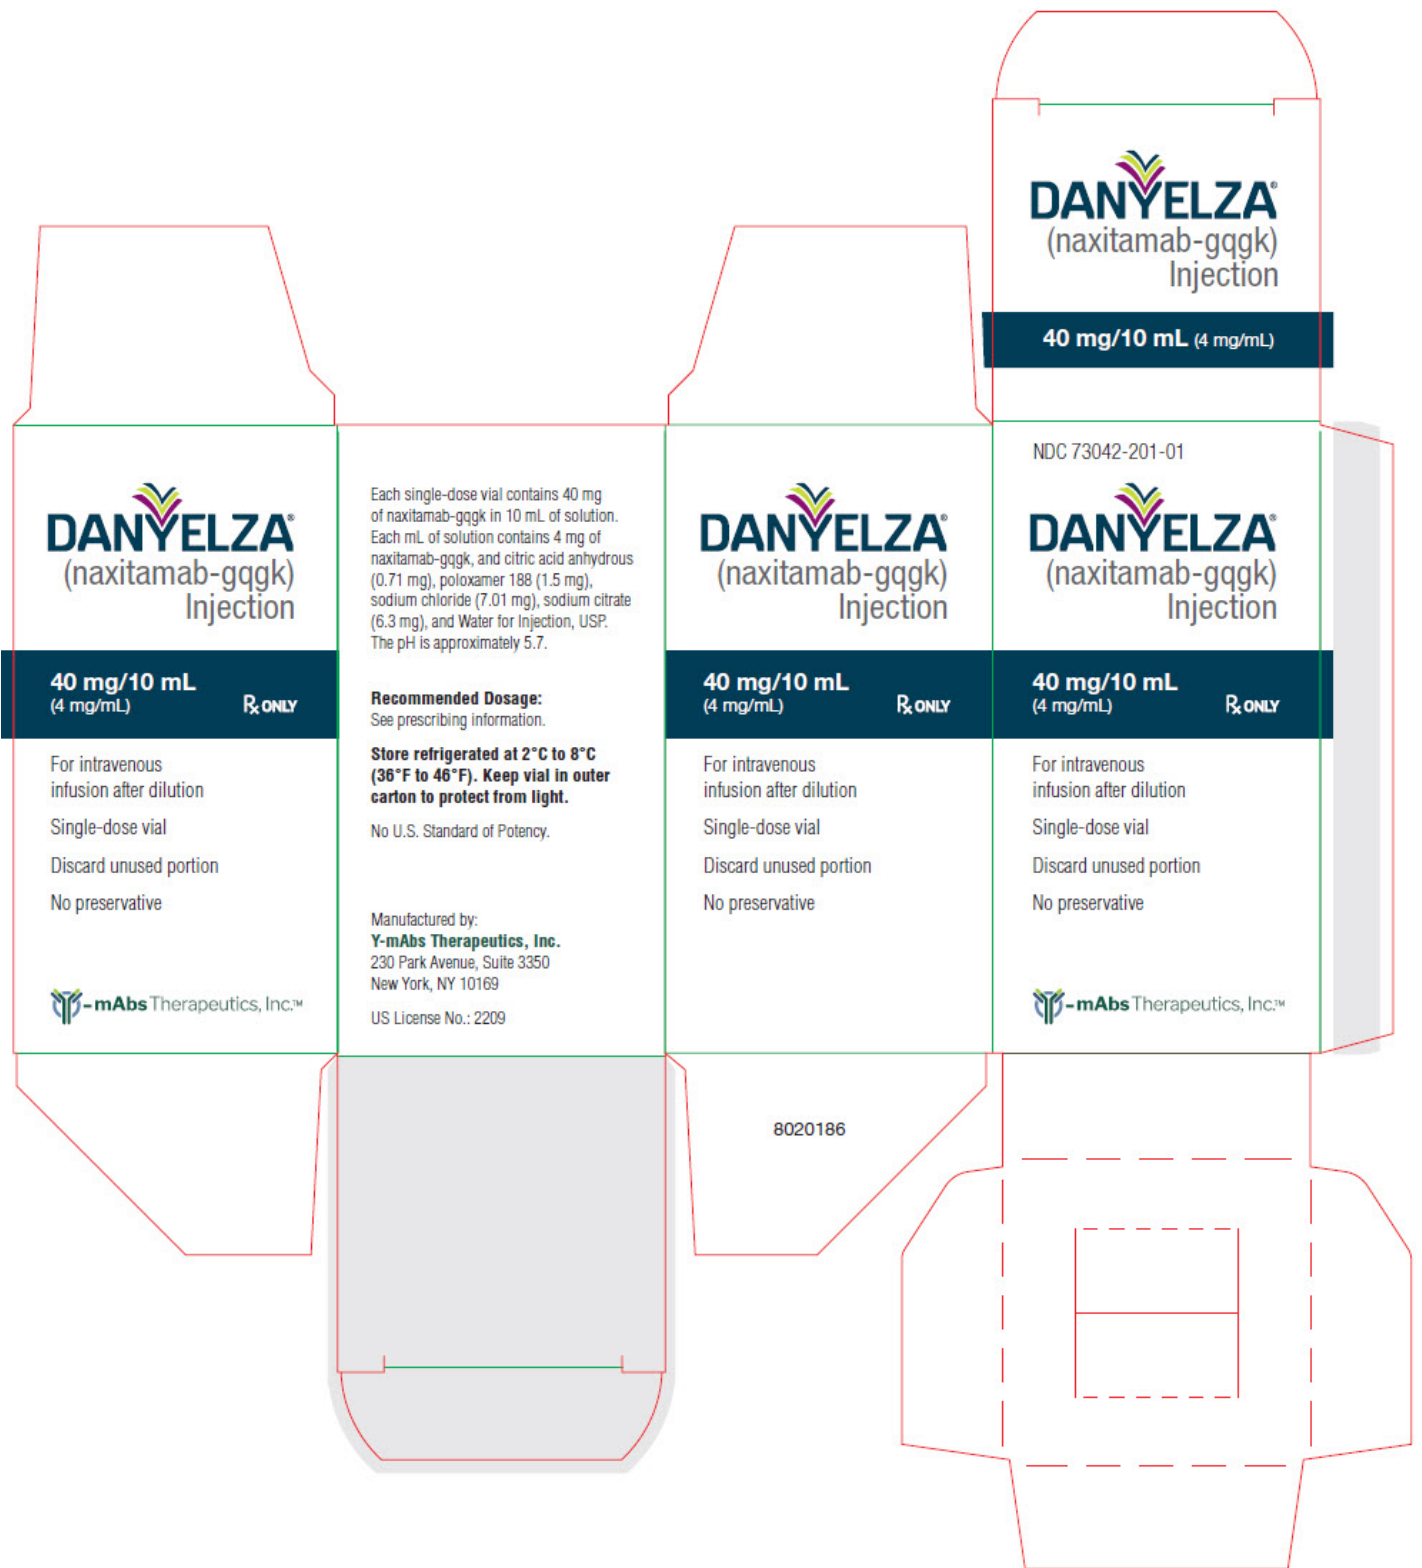 DANYELZA®
(naxitamab-gqgk)
Injection
40 mg/10 mL (4 mg/mL)
DANYELZA®
(naxitamab-gqgk)
Injection
40 mg/10 mL
(4 mg/mL)
Rx ONLY
For intravenous
infusion after dilution
Single-dose vial
Discard unused portion
No preservative
Y-mAbs Therapeutics, Inc.™
Each single-dose vial contains 40 mg
of naxitamab-gqgk in 10 mL of solution.
Each mL of solution contains 4 mg of
naxitamab-gqgk, and citric acid anhydrous
(0.71 mg), poloxamer 188 (1.5 mg),
sodium chloride (7.01 mg), sodium citrate
(6.3 mg), and Water for Injection, USP.
The pH is approximately 5.7.
Recommended Dosage:
See prescribing information.
Store refrigerated at 2°C to 8°C
(36°F to 46°F). Keep vial in outer
carton to protect from light.
No U.S. Standard of Potency.
Manufactured by:
Y-mAbs Therapeutics, Inc.
230 Park Avenue, Suite 3350
New York, NY 10169
US License No.: 2209
DANYELZA®
(naxitamab-gqgk)
Injection
40 mg/10 mL
(4 mg/mL)
Rx ONLY
For intravenous
infusion after dilution
Single-dose vial
Discard unused portion
No preservative
8020186
NDC 73042-201-01
DANYELZA®
(naxitamab-gqgk)
Injection
40 mg/10 mL
(4 mg/mL)
Rx ONLY
For intravenous
infusion after dilution
Single-dose vial
Discard unused portion
No preservative
Y-mAbs Therapeutics, Inc.™